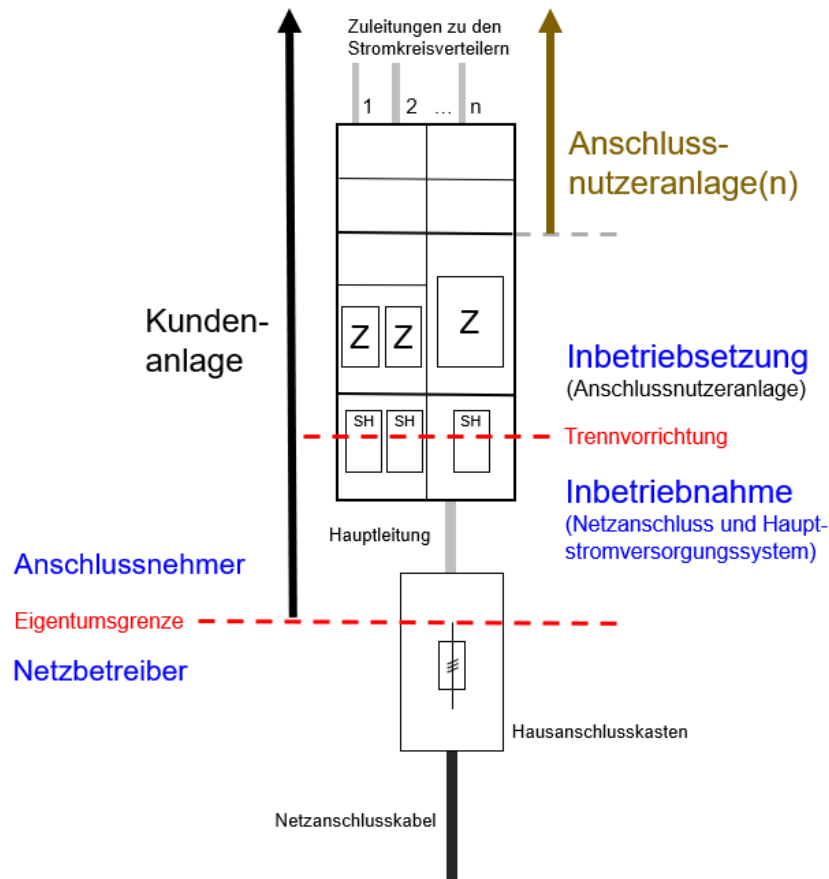 Zuleitungen zu den
Stromkreisverteilern
1 2 ... n
Anschluss-
nutzeranlage(n)
Kunden-
anlage
Z Z Z
Inbetriebsetzung
(Anschlussnutzeranlage)
SH SH SH
Trennvorrichtung
Inbetriebnahme
(Netzanschluss und Haupt-
stromversorgungssystem)
Hauptleitung
Anschlussnehmer
Eigentumsgrenze
Netzbetreiber
Hausanschlusskasten
Netzanschlusskabel